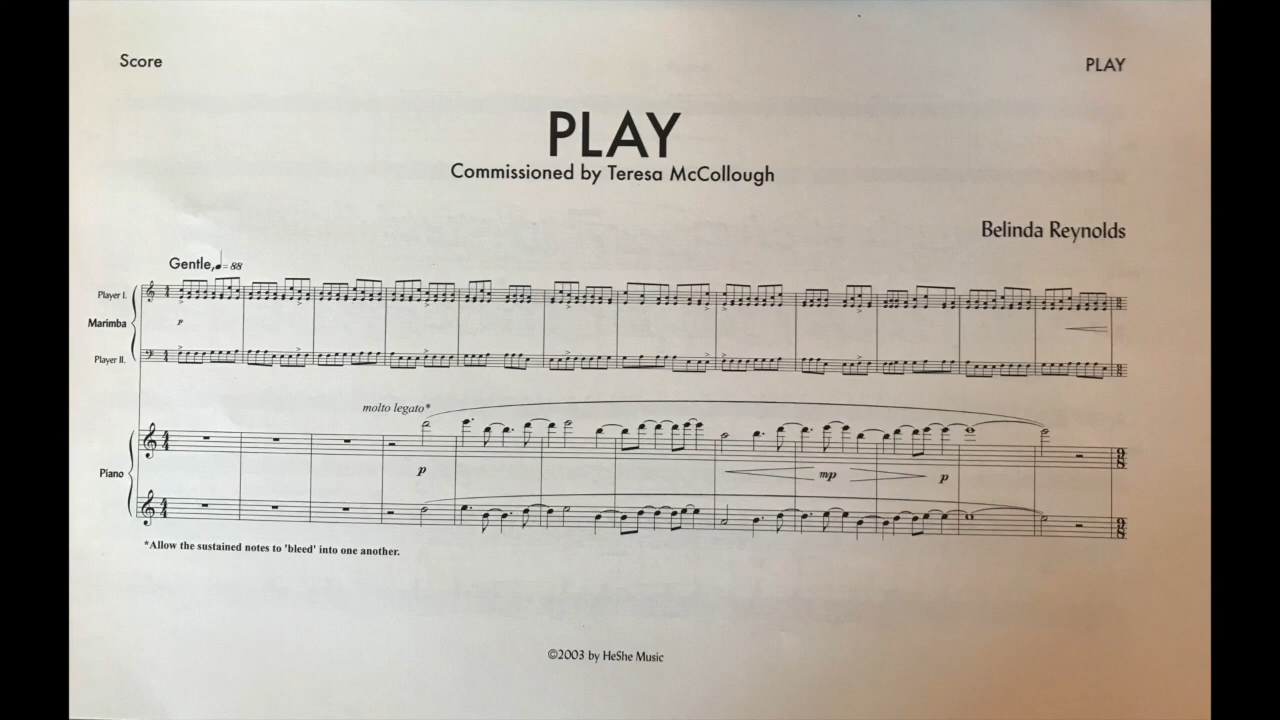 Score
PLAY
PLAY
Commissioned by Teresa McCollough
Belinda Reynolds
Gentle, ♩= 88
Player I.
Marimba
p
Player II.
molto legato*
Piano
p
mp
p
*Allow the sustained notes to 'bleed' into one another.
©2003 by HeShe Music